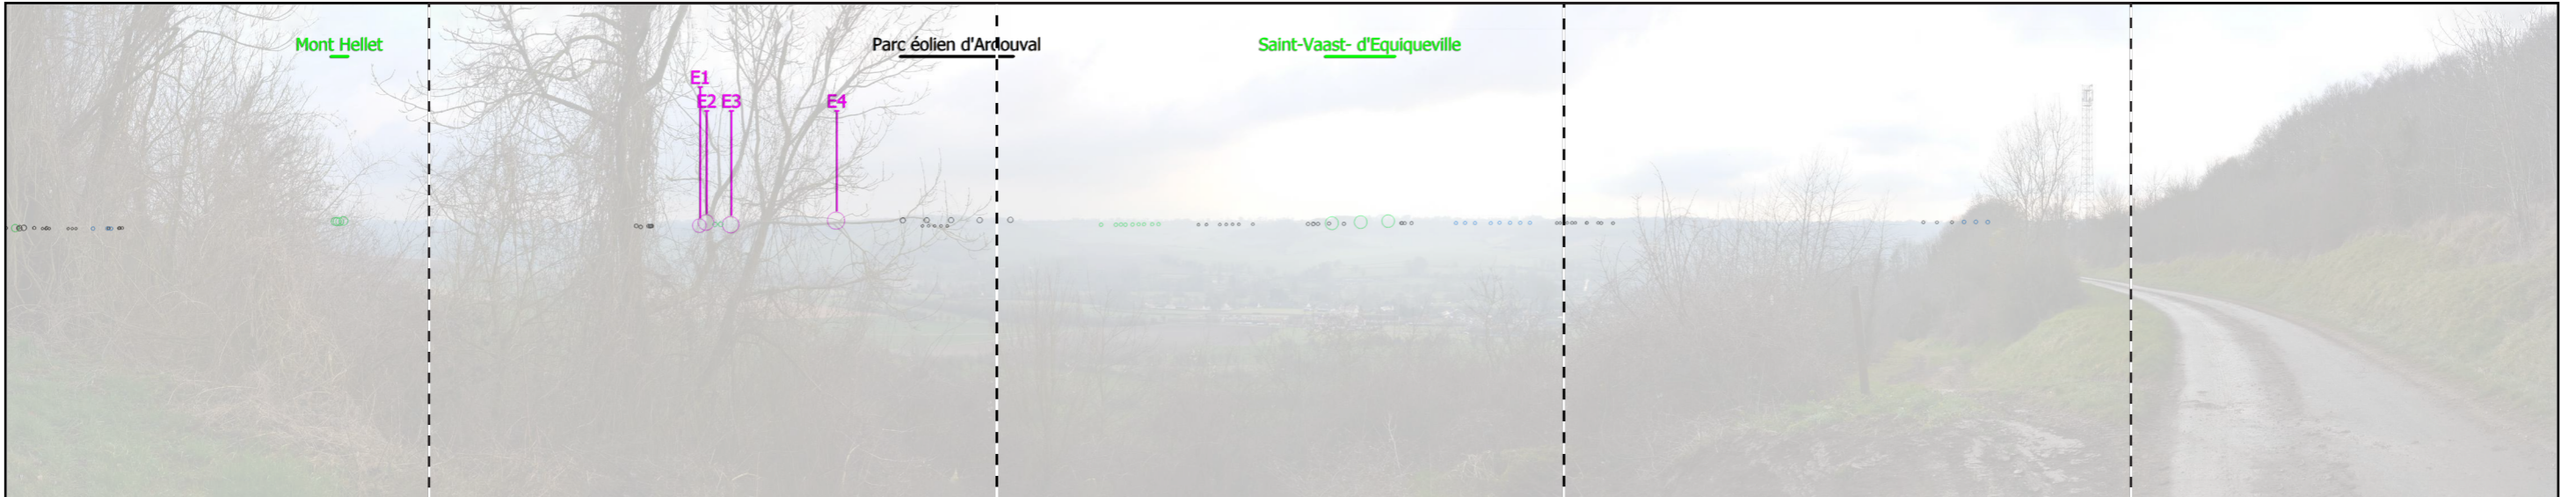 Mont Hellet
Parc éolien d'Ardouval
Saint-Vaast- d'Equiqueville
E1
E2 E3
E4